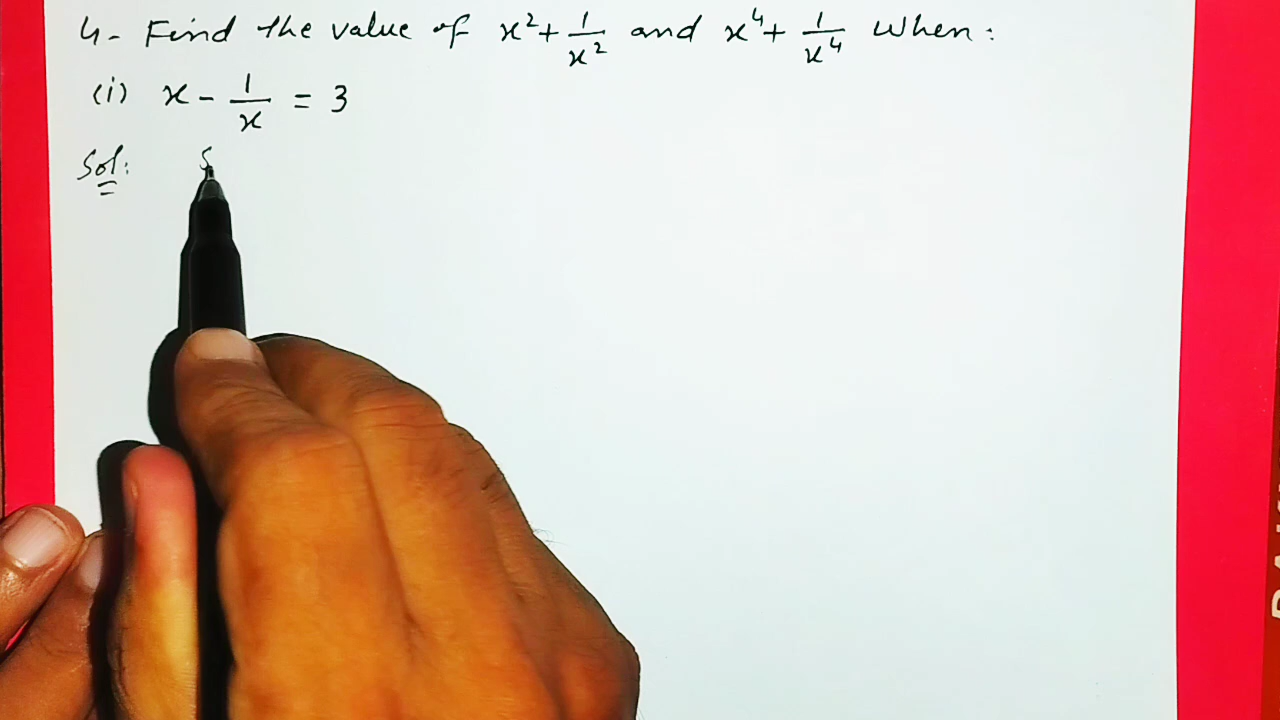 4- Find the value of x² + 1/x² and x⁴ + 1/x⁴ when:
(i) x - 1/x = 3
Sol: S